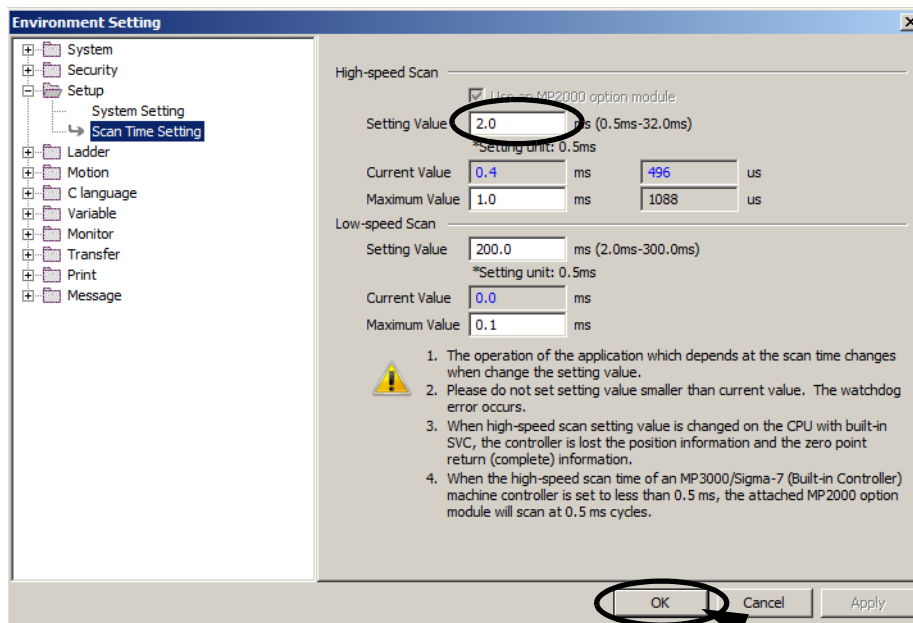 Environment Setting
System
Security
Setup
System Setting
Scan Time Setting
Ladder
Motion
C language
Variable
Monitor
Transfer
Print
Message
High-speed Scan
Use an MP2000 option module
Setting Value 2.0 ms (0.5ms-32.0ms)
*Setting unit: 0.5ms
Current Value 0.4 ms 496 us
Maximum Value 1.0 ms 1088 us
Low-speed Scan
Setting Value 200.0 ms (2.0ms-300.0ms)
*Setting unit: 0.5ms
Current Value 0.0 ms
Maximum Value 0.1 ms
1. The operation of the application which depends at the scan time changes
when change the setting value.
2. Please do not set setting value smaller than current value. The watchdog
error occurs.
3. When high-speed scan setting value is changed on the CPU with built-in
SVC, the controller is lost the position information and the zero point
return (complete) information.
4. When the high-speed scan time of an MP3000/Sigma-7 (Built-in Controller)
machine controller is set to less than 0.5 ms, the attached MP2000 option
module will scan at 0.5 ms cycles.
OK Cancel Apply